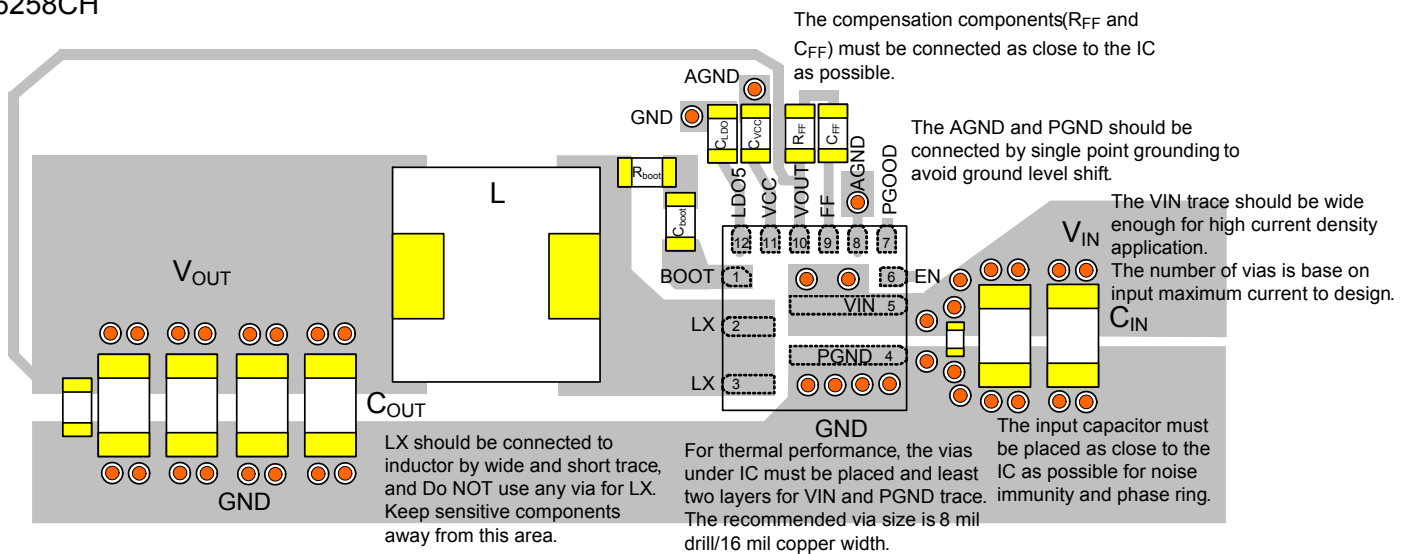 The compensation components(RFF and
CFF) must be connected as close to the IC
as possible.
AGND
GND
CLDO
CVCC
RFF
CFF
AGND
The AGND and PGND should be
connected by single point grounding to
avoid ground level shift.
Rboot
Cboot
L
LDO5
VCC
VOUT
FF
PGOOD
12
11
10
9
8
7
The VIN trace should be wide
enough for high current density
application.
The number of vias is base on
input maximum current to design.
VIN
VOUT
BOOT 1
6 EN
VIN 5
LX 2
CIN
PGND 4
LX 3
COUT
GND
GND
LX should be connected to
inductor by wide and short trace,
and Do NOT use any via for LX.
Keep sensitive components
away from this area.
For thermal performance, the vias
under IC must be placed and least
two layers for VIN and PGND trace.
The recommended via size is 8 mil
drill/16 mil copper width.
The input capacitor must
be placed as close to the
IC as possible for noise
immunity and phase ring.